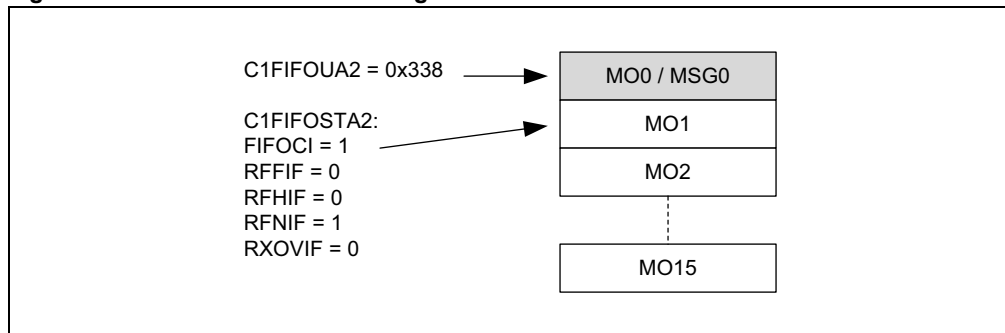 C1FIFOUA2 = 0x338
C1FIFOSTA2:
FIFOCI = 1
RFFIF = 0
RFHIF = 0
RFNIF = 1
RXOVIF = 0
MO0 / MSG0
MO1
MO2
MO15